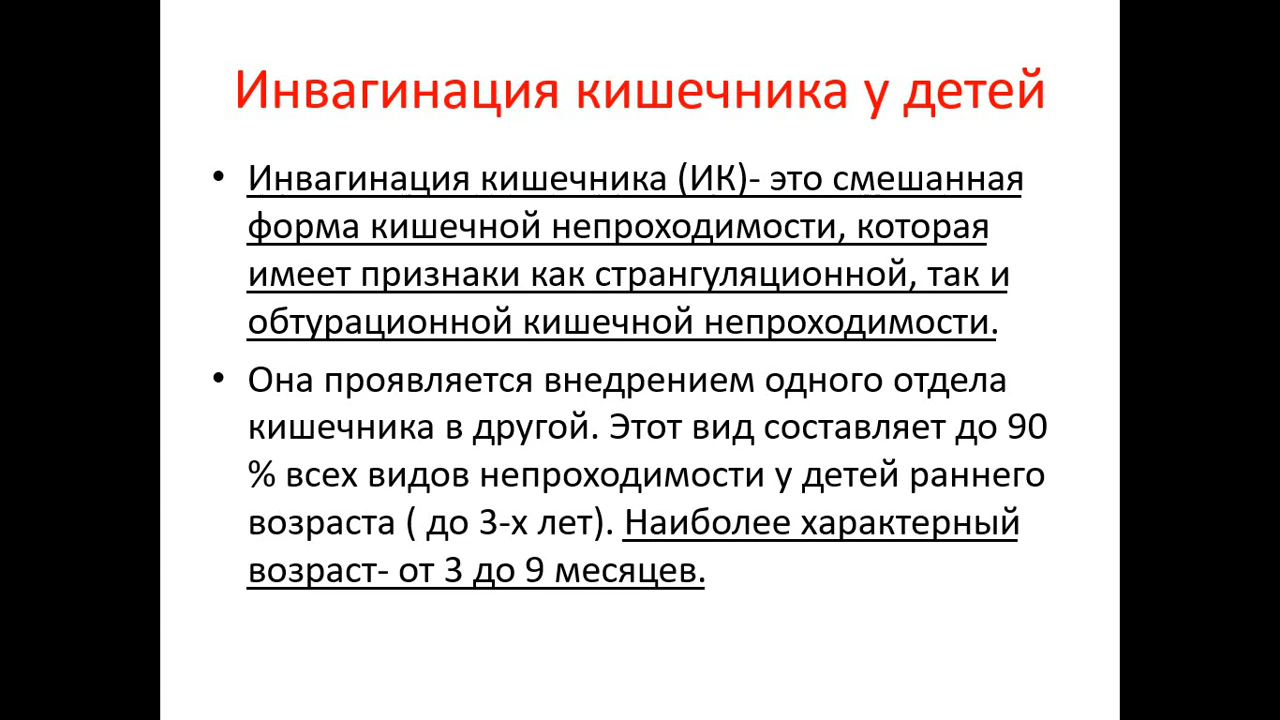 Инвагинация кишечника у детей
• Инвагинация кишечника (ИК)- это смешанная
форма кишечной непроходимости, которая
имеет признаки как странгуляционной, так и
обтурационной кишечной непроходимости.
• Она проявляется внедрением одного отдела
кишечника в другой. Этот вид составляет до 90
% всех видов непроходимости у детей раннего
возраста ( до 3-х лет). Наиболее характерный
возраст- от 3 до 9 месяцев.